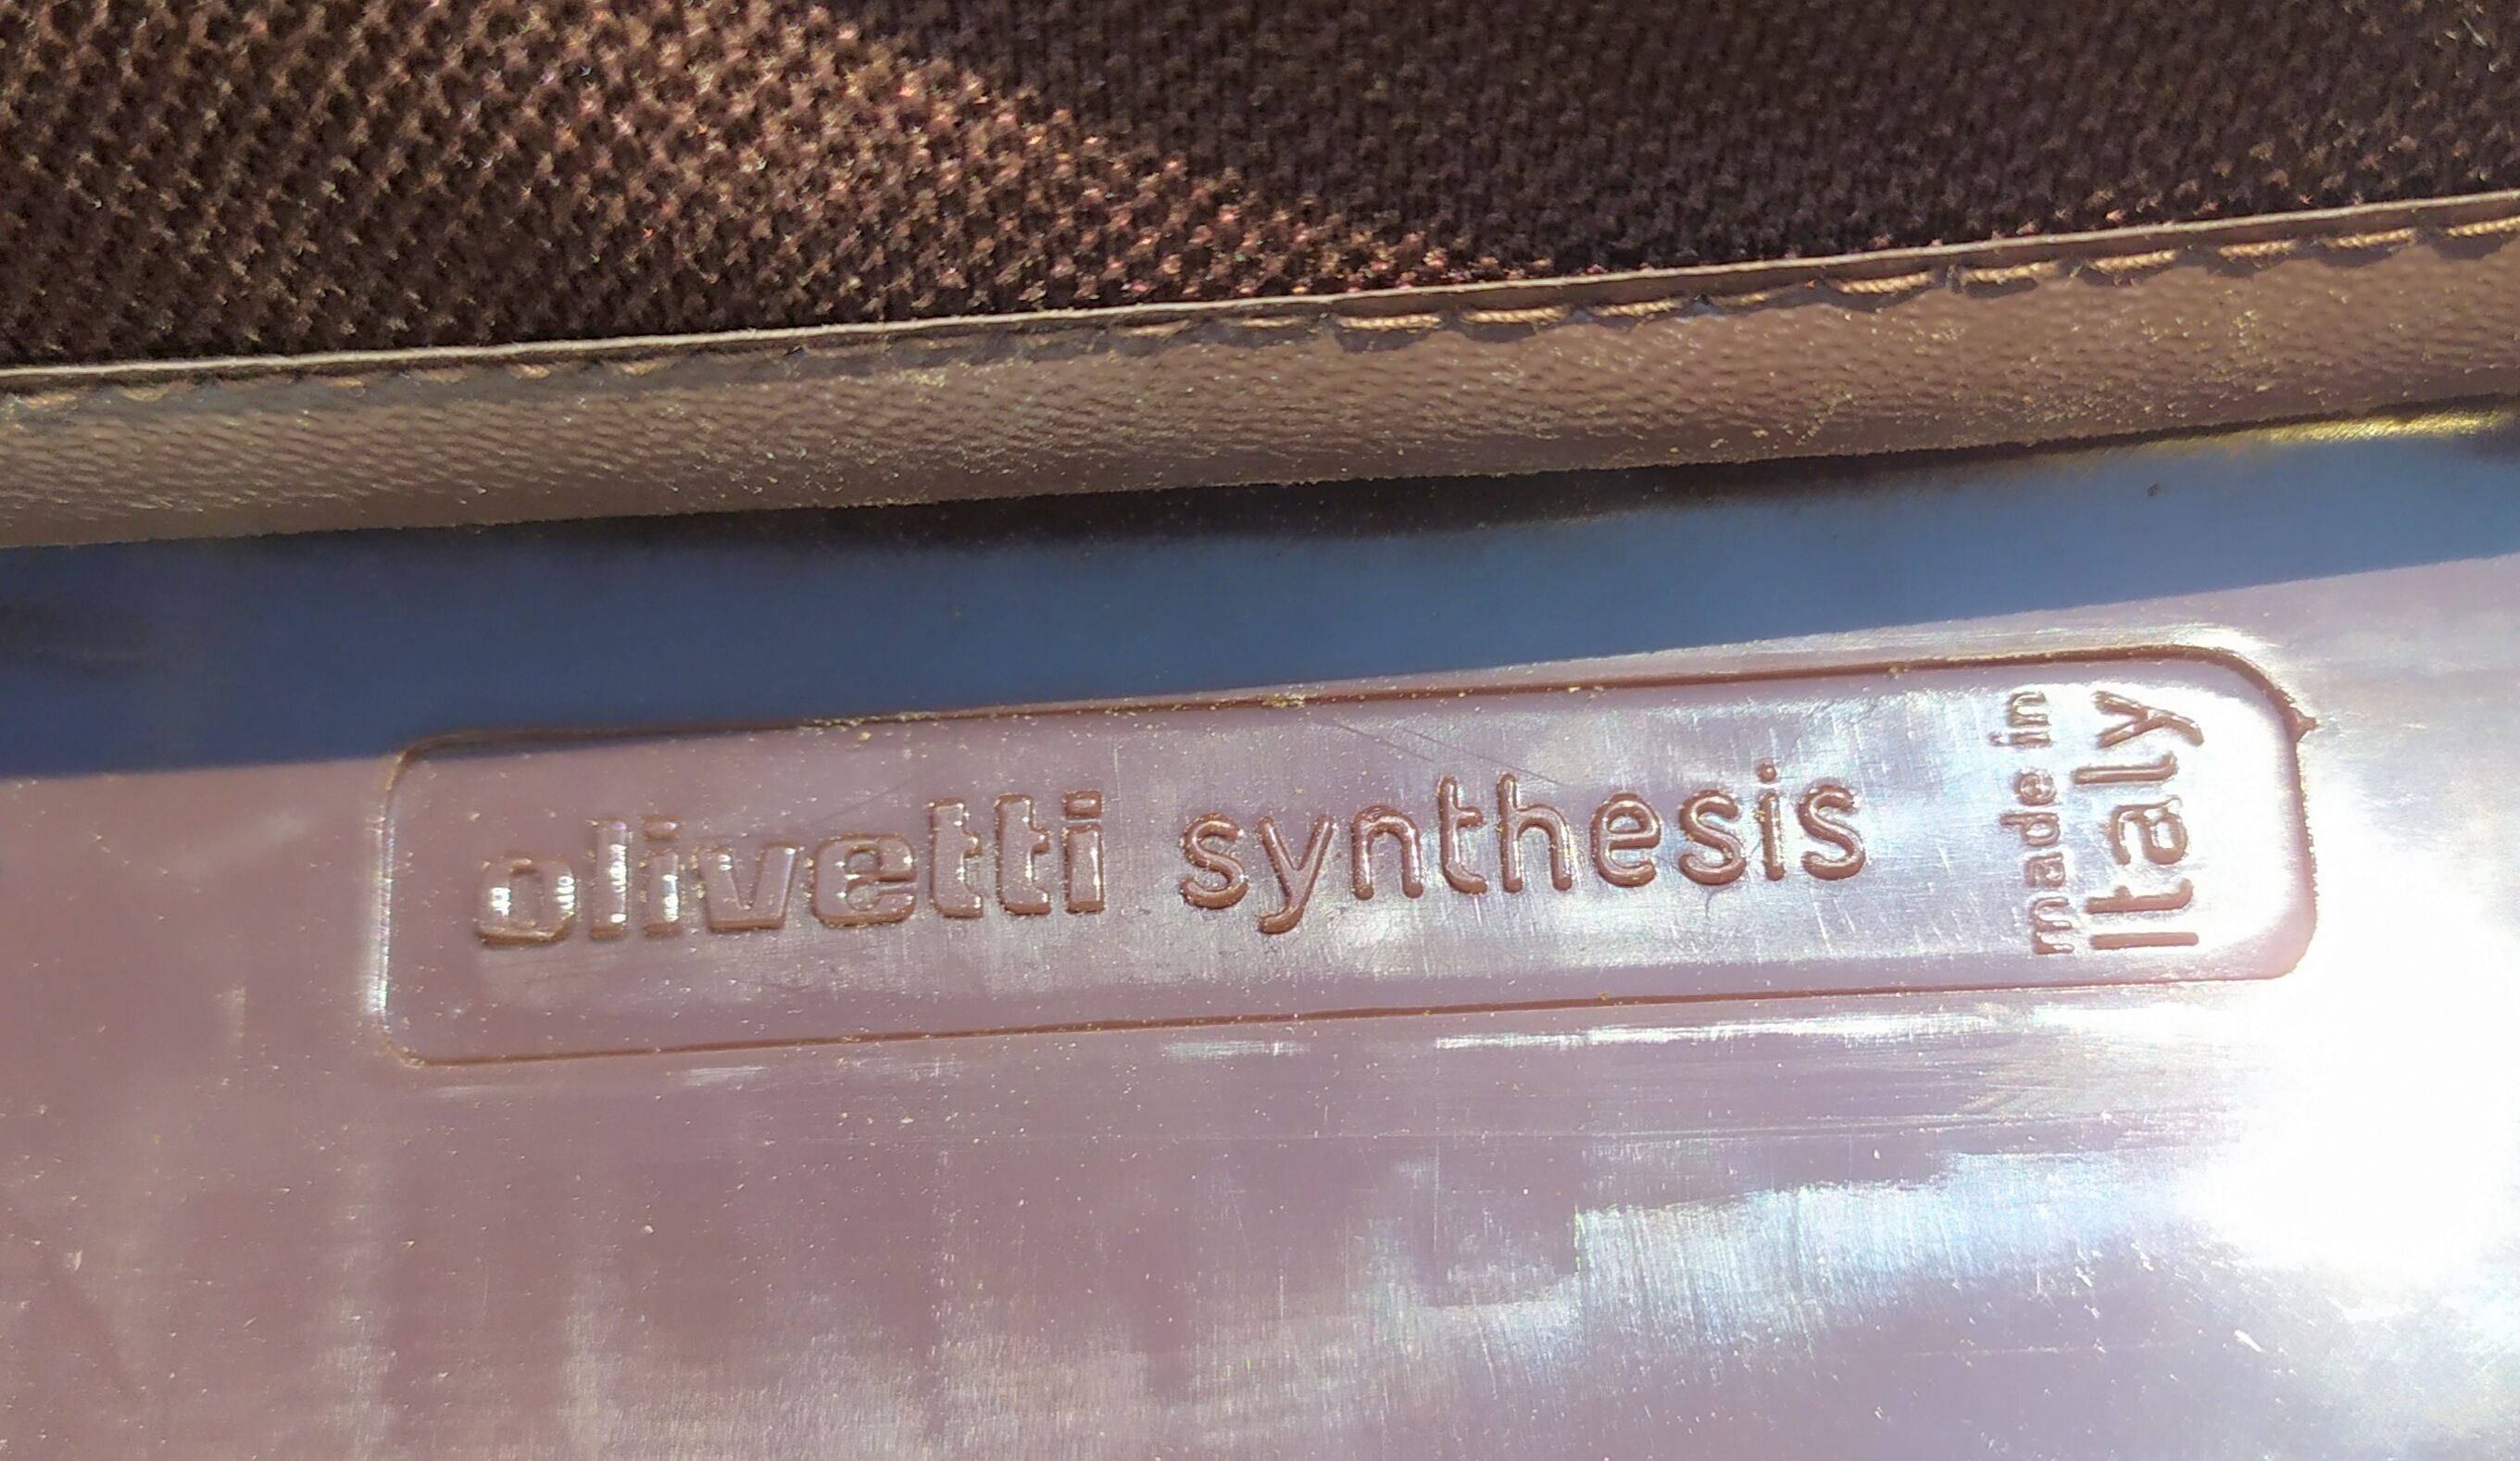 olivetti synthesis
made in
Italy